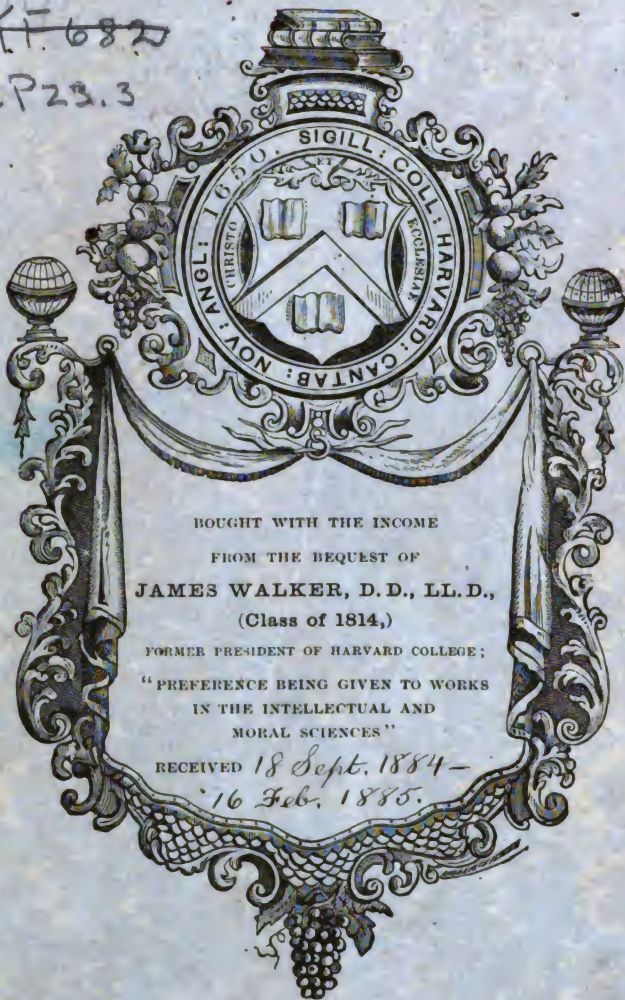 682
.P23.3
SIGILL: COLL: HARVARD: CANTAB: NOV: ANGL: 1650.
ET
CHRISTO
ECCLESIAE
BOUGHT WITH THE INCOME
FROM THE BEQUEST OF
JAMES WALKER, D.D., LL.D.,
(Class of 1814,)
FORMER PRESIDENT OF HARVARD COLLEGE;
"PREFERENCE BEING GIVEN TO WORKS
IN THE INTELLECTUAL AND
MORAL SCIENCES"
RECEIVED 18 Sept. 1884 —
16 Feb. 1885.